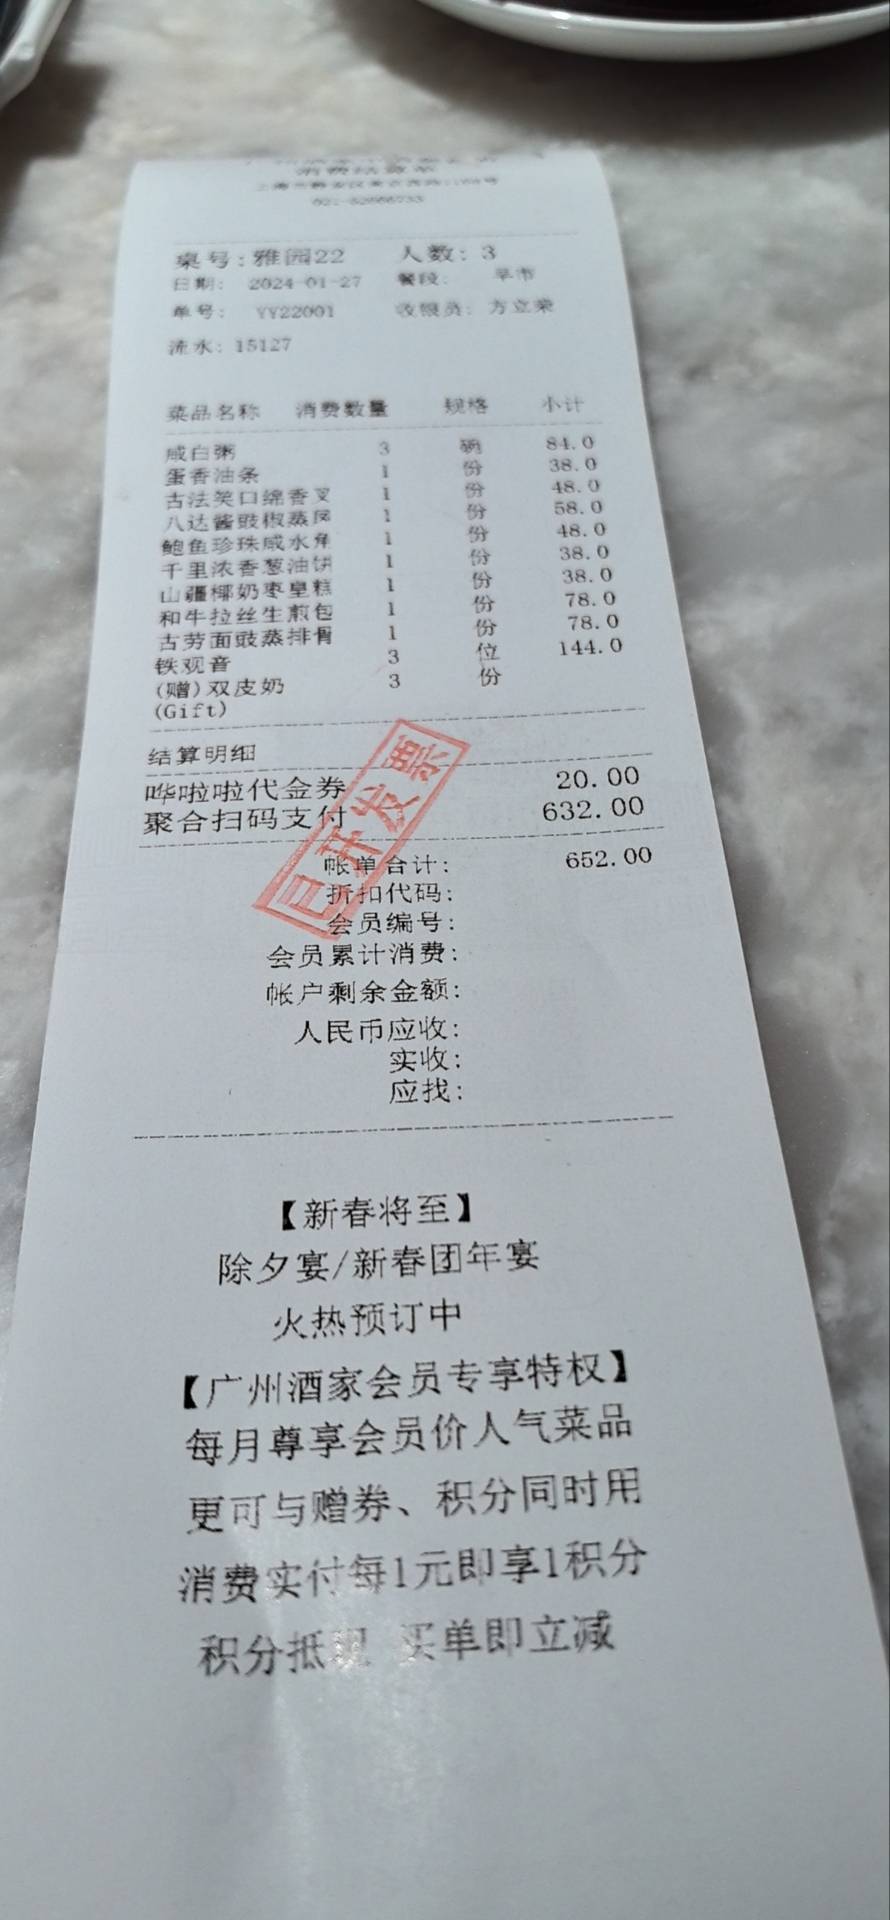 消费结算单
桌号：雅园22 人数：3
日期： 2024-01-27 餐段： 早市
单号： YY22001 收银员： 方立荣
流水：15127
菜品名称 消费数量 规格 小计
咸白粥 3 碗 84.0
蛋香油条 1 份 38.0
古法笑口绵香叉 1 份 48.0
八达酱豉椒蒸凤 1 份 58.0
鲍鱼珍珠咸水角 1 份 48.0
千里浓香葱油饼 1 份 38.0
山疆椰奶枣皇糕 1 份 38.0
和牛拉丝生煎包 1 份 78.0
古劳面豉蒸排骨 1 份 78.0
铁观音 3 位 144.0
(赠)双皮奶 3 份
(Gift)
结算明细
哗啦啦代金券 20.00
聚合扫码支付 632.00
已开发票
帐单合计： 652.00
折扣代码：
会员编号：
会员累计消费：
帐户剩余金额：
人民币应收：
实收：
应找：
【新春将至】
除夕宴/新春团年宴
火热预订中
【广州酒家会员专享特权】
每月尊享会员价人气菜品
更可与赠券、积分同时用
消费实付每1元即享1积分
积分抵现 买单即立减